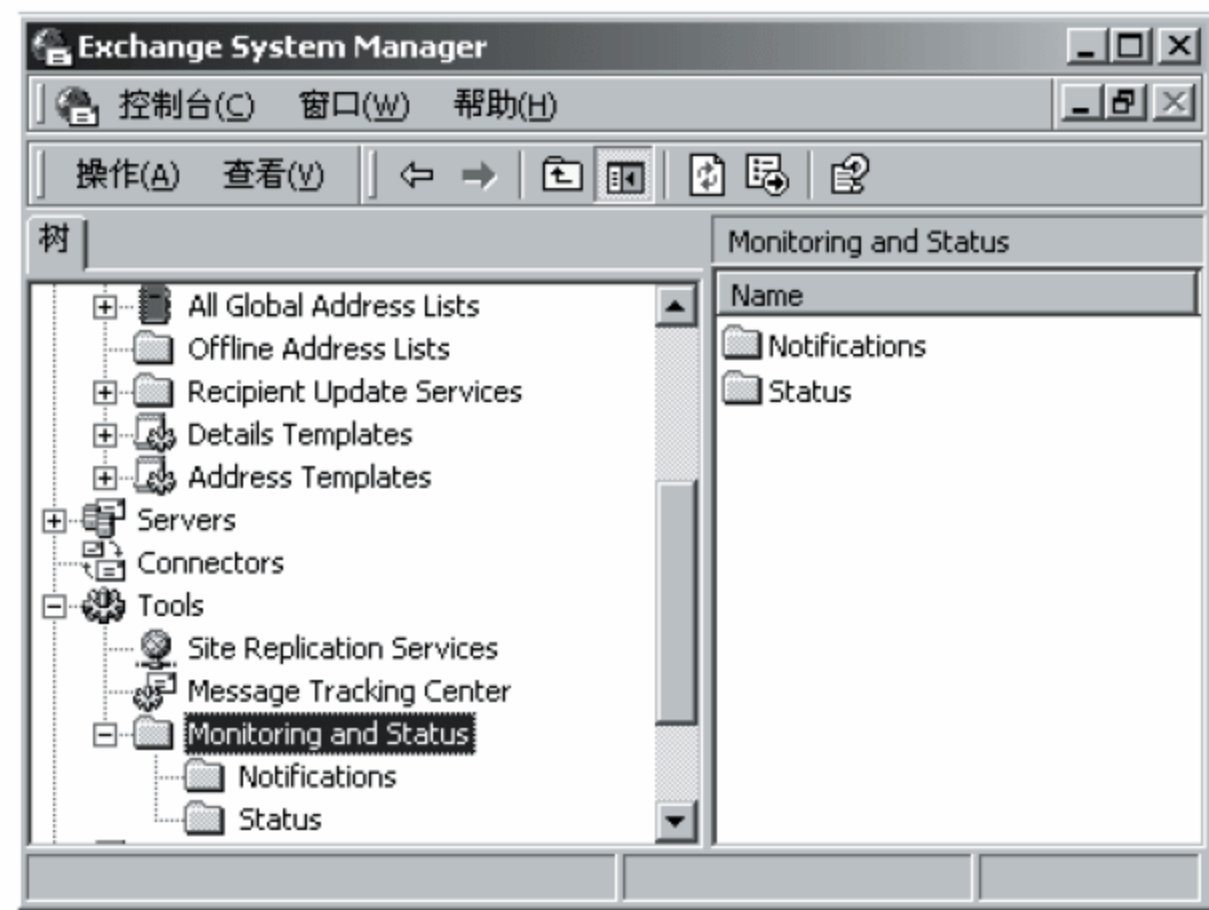 Exchange System Manager
控制台(C) 窗口(W) 帮助(H)
操作(A) 查看(V)
树
All Global Address Lists
Offline Address Lists
Recipient Update Services
Details Templates
Address Templates
Servers
Connectors
Tools
Site Replication Services
Message Tracking Center
Monitoring and Status
Notifications
Status
Monitoring and Status
Name
Notifications
Status